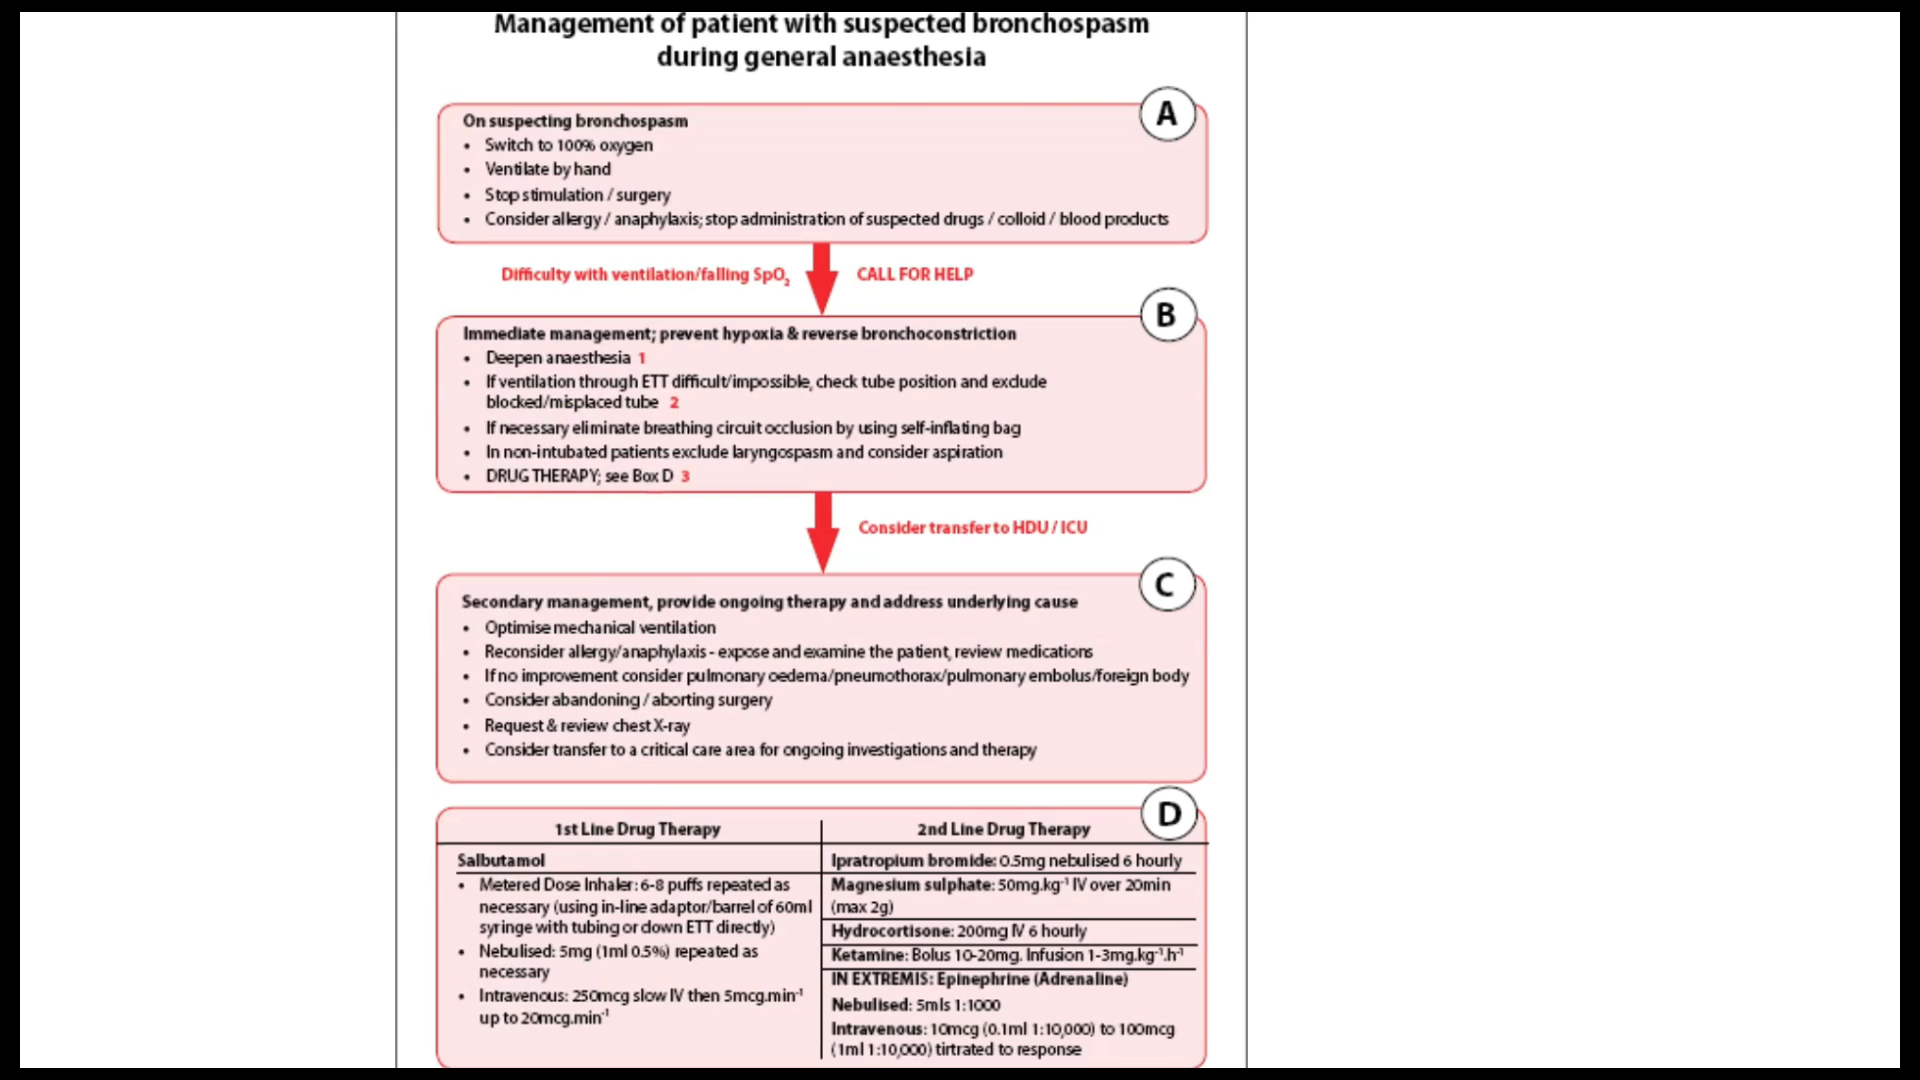 Management of patient with suspected bronchospasm
during general anaesthesia
A
On suspecting bronchospasm
• Switch to 100% oxygen
• Ventilate by hand
• Stop stimulation / surgery
• Consider allergy / anaphylaxis; stop administration of suspected drugs / colloid / blood products
Difficulty with ventilation/falling SpO₂
CALL FOR HELP
B
Immediate management; prevent hypoxia & reverse bronchoconstriction
• Deepen anaesthesia 1
• If ventilation through ETT difficult/impossible, check tube position and exclude
blocked/misplaced tube 2
• If necessary eliminate breathing circuit occlusion by using self-inflating bag
• In non-intubated patients exclude laryngospasm and consider aspiration
• DRUG THERAPY; see Box D 3
Consider transfer to HDU / ICU
C
Secondary management, provide ongoing therapy and address underlying cause
• Optimise mechanical ventilation
• Reconsider allergy/anaphylaxis - expose and examine the patient, review medications
• If no improvement consider pulmonary oedema/pneumothorax/pulmonary embolus/foreign body
• Consider abandoning / aborting surgery
• Request & review chest X-ray
• Consider transfer to a critical care area for ongoing investigations and therapy
D
1st Line Drug Therapy
Salbutamol
• Metered Dose Inhaler: 6-8 puffs repeated as
necessary (using in-line adaptor/barrel of 60ml
syringe with tubing or down ETT directly)
• Nebulised: 5mg (1ml 0.5%) repeated as
necessary
• Intravenous: 250mcg slow IV then 5mcg.min⁻¹
up to 20mcg.min⁻¹
2nd Line Drug Therapy
Ipratropium bromide: 0.5mg nebulised 6 hourly
Magnesium sulphate: 50mg.kg⁻¹ IV over 20min
(max 2g)
Hydrocortisone: 200mg IV 6 hourly
Ketamine: Bolus 10-20mg. Infusion 1-3mg.kg⁻¹.h⁻¹
IN EXTREMIS: Epinephrine (Adrenaline)
Nebulised: 5mls 1:1000
Intravenous: 10mcg (0.1ml 1:10,000) to 100mcg
(1ml 1:10,000) tirtrated to response